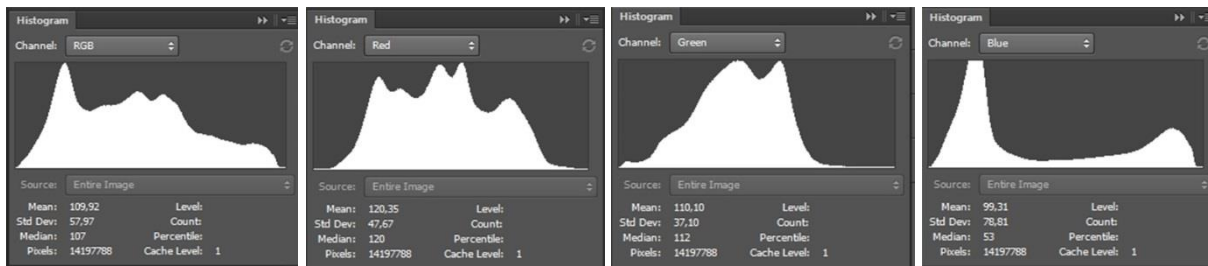 Histogram
Channel: RGB
Source: Entire Image
Mean: 109,92 Level:
Std Dev: 57,97 Count:
Median: 107 Percentile:
Pixels: 14197788 Cache Level: 1
Histogram
Channel: Red
Source: Entire Image
Mean: 120,35 Level:
Std Dev: 47,67 Count:
Median: 120 Percentile:
Pixels: 14197788 Cache Level: 1
Histogram
Channel: Green
Source: Entire Image
Mean: 110,10 Level:
Std Dev: 37,10 Count:
Median: 112 Percentile:
Pixels: 14197788 Cache Level: 1
Histogram
Channel: Blue
Source: Entire Image
Mean: 99,31 Level:
Std Dev: 78,81 Count:
Median: 53 Percentile:
Pixels: 14197788 Cache Level: 1